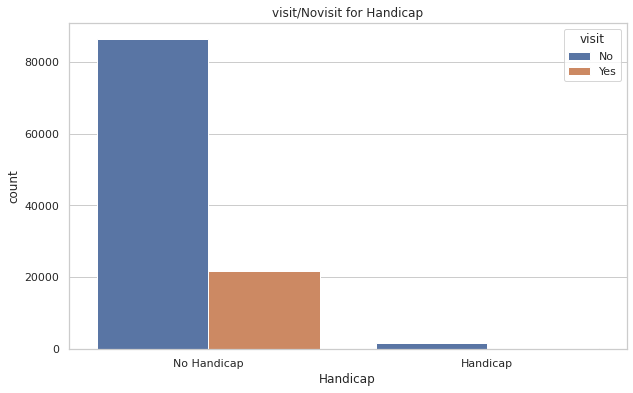 visit/Novisit for Handicap
visit
No
Yes
count
80000
60000
40000
20000
0
No Handicap
Handicap
Handicap